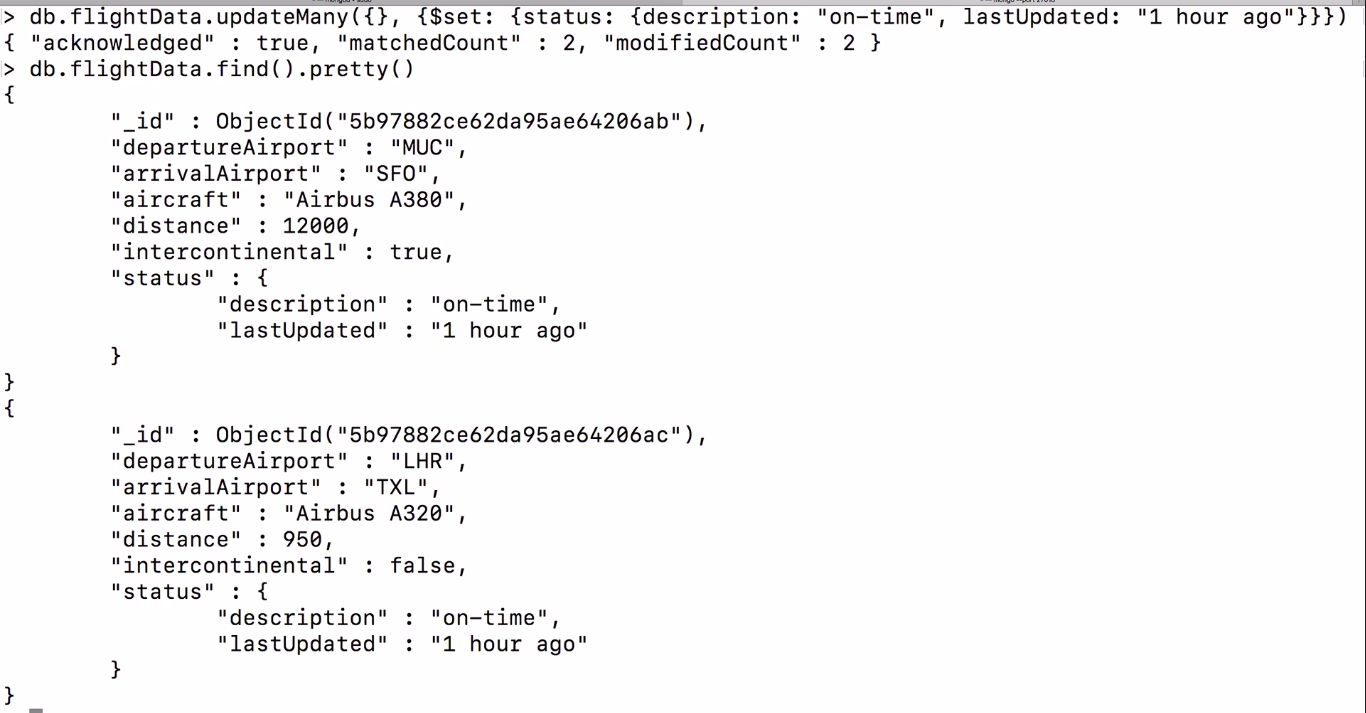 > db.flightData.updateMany({}, {$set: {status: {description: "on-time", lastUpdated: "1 hour ago"}}})
{ "acknowledged" : true, "matchedCount" : 2, "modifiedCount" : 2 }
> db.flightData.find().pretty()
{
        "_id" : ObjectId("5b97882ce62da95ae64206ab"),
        "departureAirport" : "MUC",
        "arrivalAirport" : "SFO",
        "aircraft" : "Airbus A380",
        "distance" : 12000,
        "intercontinental" : true,
        "status" : {
                "description" : "on-time",
                "lastUpdated" : "1 hour ago"
        }
}
{
        "_id" : ObjectId("5b97882ce62da95ae64206ac"),
        "departureAirport" : "LHR",
        "arrivalAirport" : "TXL",
        "aircraft" : "Airbus A320",
        "distance" : 950,
        "intercontinental" : false,
        "status" : {
                "description" : "on-time",
                "lastUpdated" : "1 hour ago"
        }
}